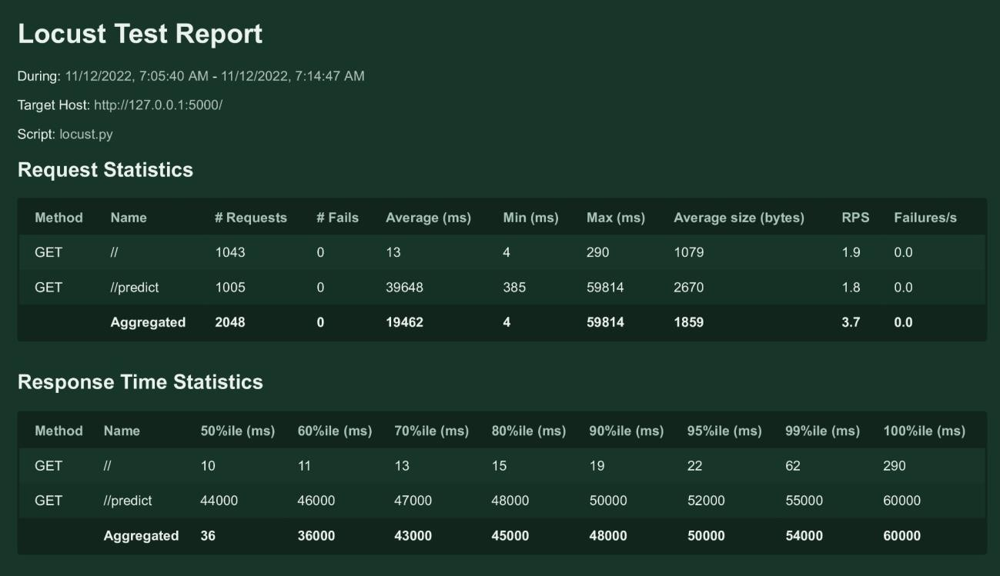 Locust Test Report
During: 11/12/2022, 7:05:40 AM - 11/12/2022, 7:14:47 AM
Target Host: http://127.0.0.1:5000/
Script: locust.py
Request Statistics
Method Name # Requests # Fails Average (ms) Min (ms) Max (ms) Average size (bytes) RPS Failures/s
GET // 1043 0 13 4 290 1079 1.9 0.0
GET //predict 1005 0 39648 385 59814 2670 1.8 0.0
Aggregated 2048 0 19462 4 59814 1859 3.7 0.0
Response Time Statistics
Method Name 50%ile (ms) 60%ile (ms) 70%ile (ms) 80%ile (ms) 90%ile (ms) 95%ile (ms) 99%ile (ms) 100%ile (ms)
GET // 10 11 13 15 19 22 62 290
GET //predict 44000 46000 47000 48000 50000 52000 55000 60000
Aggregated 36 36000 43000 45000 48000 50000 54000 60000